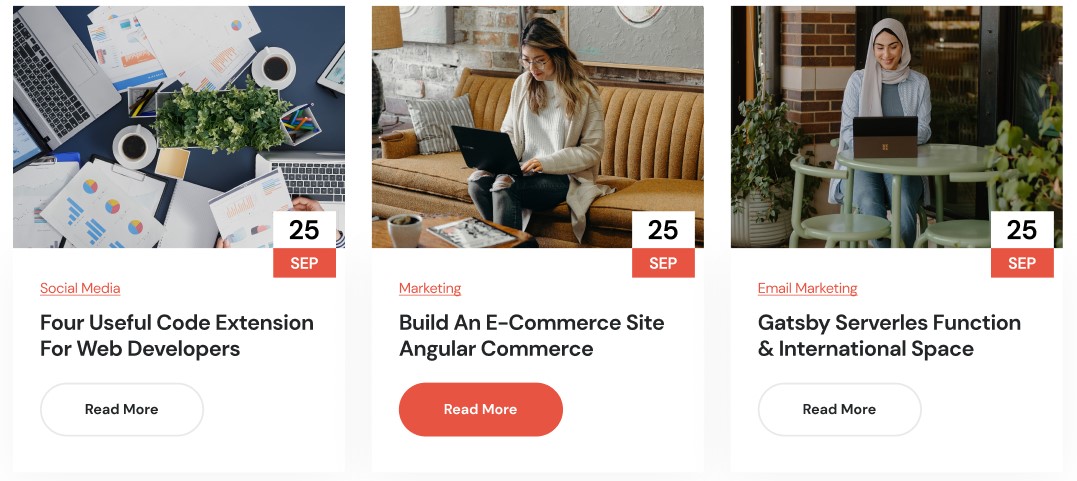 25
SEP
Social Media
Four Useful Code Extension
For Web Developers
Read More
25
SEP
Marketing
Build An E-Commerce Site
Angular Commerce
Read More
25
SEP
Email Marketing
Gatsby Serverles Function
& International Space
Read More